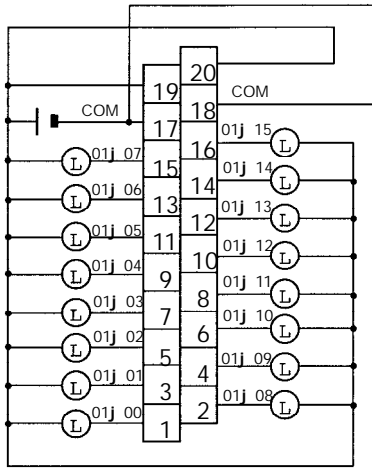 20
19
COM 18 COM
17
16 01j 15 L
L 01j 07 15
14 01j 14 L
L 01j 06 13
12 01j 13 L
L 01j 05 11
10 01j 12 L
L 01j 04 9
8 01j 11 L
L 01j 03 7
6 01j 10 L
L 01j 02 5
4 01j 09 L
L 01j 01 3
2 01j 08 L
L 01j 00 1